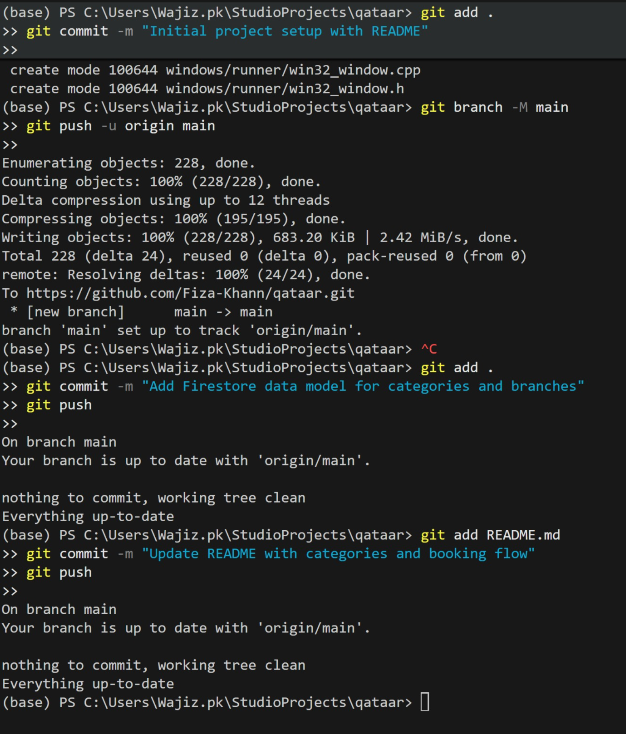 (base) PS C:\Users\Wajiz.pk\StudioProjects\qataar> git add .
>> git commit -m "Initial project setup with README"
>>
create mode 100644 windows/runner/win32_window.cpp
create mode 100644 windows/runner/win32_window.h
(base) PS C:\Users\Wajiz.pk\StudioProjects\qataar> git branch -M main
>> git push -u origin main
>>
Enumerating objects: 228, done.
Counting objects: 100% (228/228), done.
Delta compression using up to 12 threads
Compressing objects: 100% (195/195), done.
Writing objects: 100% (228/228), 683.20 KiB | 2.42 MiB/s, done.
Total 228 (delta 24), reused 0 (delta 0), pack-reused 0 (from 0)
remote: Resolving deltas: 100% (24/24), done.
To https://github.com/Fiza-Khann/qataar.git
 * [new branch]      main -> main
branch 'main' set up to track 'origin/main'.
(base) PS C:\Users\Wajiz.pk\StudioProjects\qataar> ^C
(base) PS C:\Users\Wajiz.pk\StudioProjects\qataar> git add .
>> git commit -m "Add Firestore data model for categories and branches"
>> git push
>>
On branch main
Your branch is up to date with 'origin/main'.

nothing to commit, working tree clean
Everything up-to-date
(base) PS C:\Users\Wajiz.pk\StudioProjects\qataar> git add README.md
>> git commit -m "Update README with categories and booking flow"
>> git push
>>
On branch main
Your branch is up to date with 'origin/main'.

nothing to commit, working tree clean
Everything up-to-date
(base) PS C:\Users\Wajiz.pk\StudioProjects\qataar>